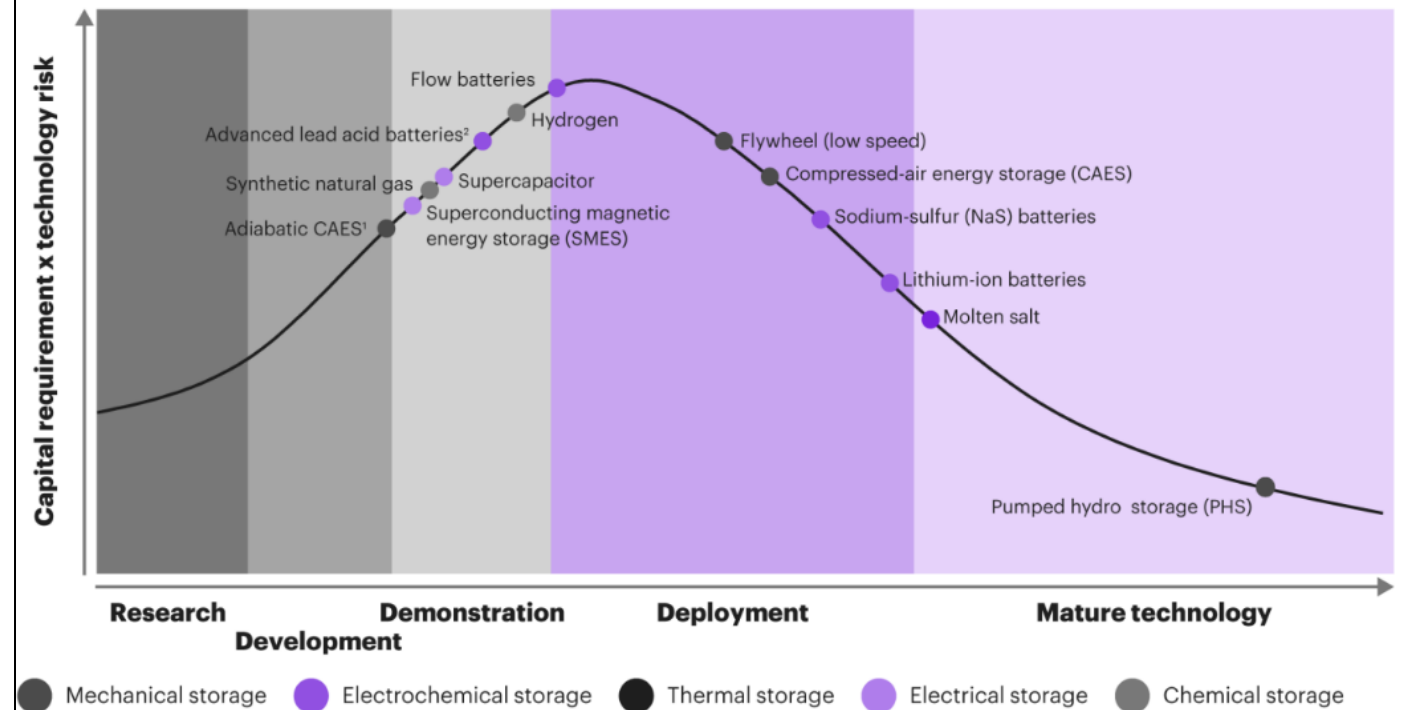 Capital requirement x technology risk
Flow batteries
Hydrogen
Advanced lead acid batteries²
Synthetic natural gas
Supercapacitor
Superconducting magnetic
energy storage (SMES)
Adiabatic CAES¹
Flywheel (low speed)
Compressed-air energy storage (CAES)
Sodium-sulfur (NaS) batteries
Lithium-ion batteries
Molten salt
Pumped hydro storage (PHS)
Research
Development
Demonstration
Deployment
Mature technology
Mechanical storage
Electrochemical storage
Thermal storage
Electrical storage
Chemical storage